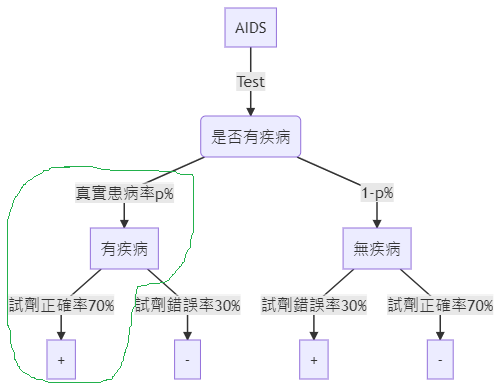 AIDS
Test
是否有疾病
真實患病率p%
1-p%
有疾病
無疾病
試劑正確率70%
試劑錯誤率30%
試劑錯誤率30%
試劑正確率70%
+
-
+
-